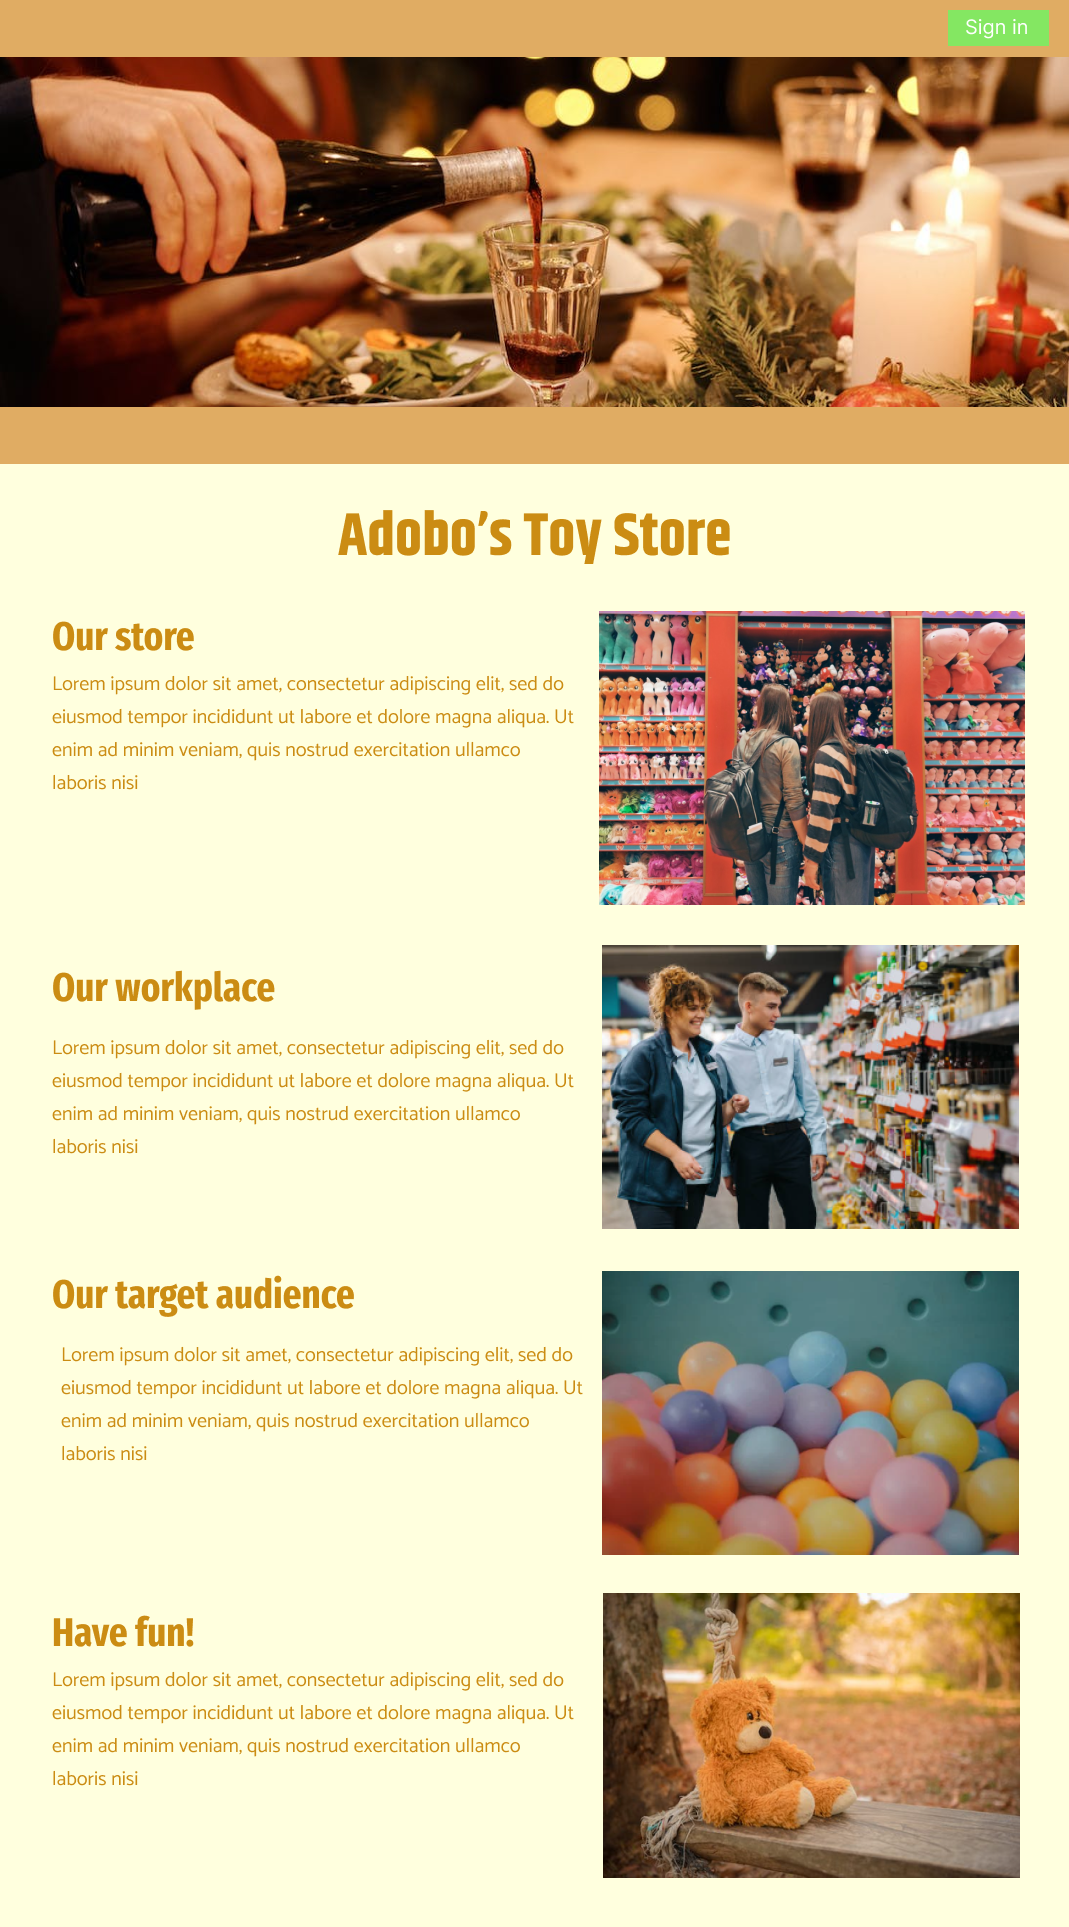 Sign in
Adobo's Toy Store
Our store
Lorem ipsum dolor sit amet, consectetur adipiscing elit, sed do
eiusmod tempor incididunt ut labore et dolore magna aliqua. Ut
enim ad minim veniam, quis nostrud exercitation ullamco
laboris nisi
Our workplace
Lorem ipsum dolor sit amet, consectetur adipiscing elit, sed do
eiusmod tempor incididunt ut labore et dolore magna aliqua. Ut
enim ad minim veniam, quis nostrud exercitation ullamco
laboris nisi
Our target audience
Lorem ipsum dolor sit amet, consectetur adipiscing elit, sed do
eiusmod tempor incididunt ut labore et dolore magna aliqua. Ut
enim ad minim veniam, quis nostrud exercitation ullamco
laboris nisi
Have fun!
Lorem ipsum dolor sit amet, consectetur adipiscing elit, sed do
eiusmod tempor incididunt ut labore et dolore magna aliqua. Ut
enim ad minim veniam, quis nostrud exercitation ullamco
laboris nisi